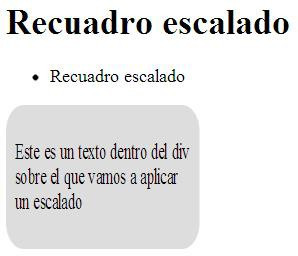 Recuadro escalado
Recuadro escalado
Este es un texto dentro del div
sobre el que vamos a aplicar
un escalado